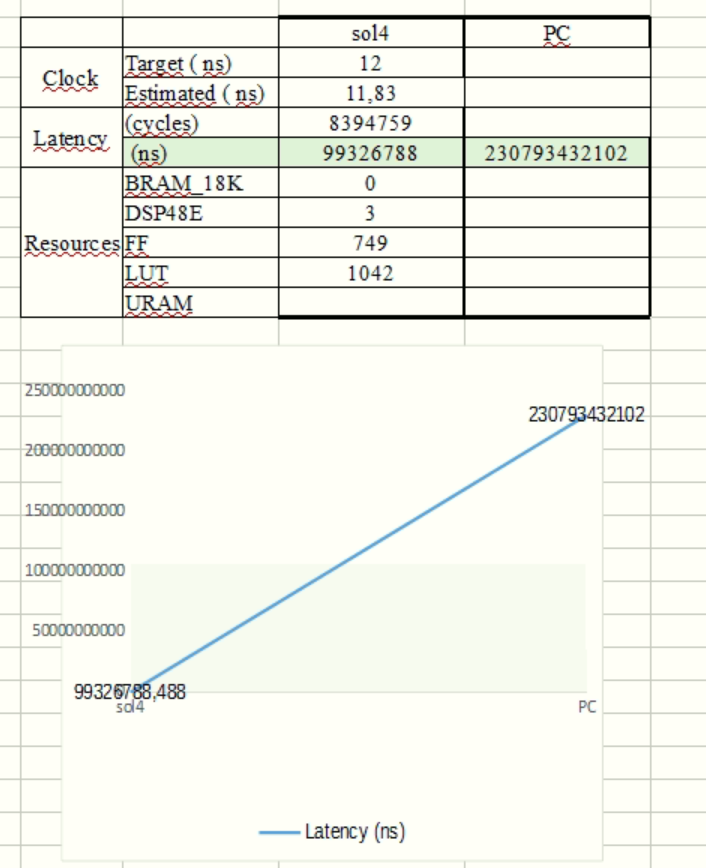 sol4 PC
Clock Target ( ns) 12
Estimated ( ns) 11,83
Latency (cycles) 8394759
(ns) 99326788 230793432102
Resources BRAM_18K 0
DSP48E 3
FF 749
LUT 1042
URAM
250000000000
230793432102
200000000000
150000000000
100000000000
50000000000
99326788,488
sol4 PC
Latency (ns)